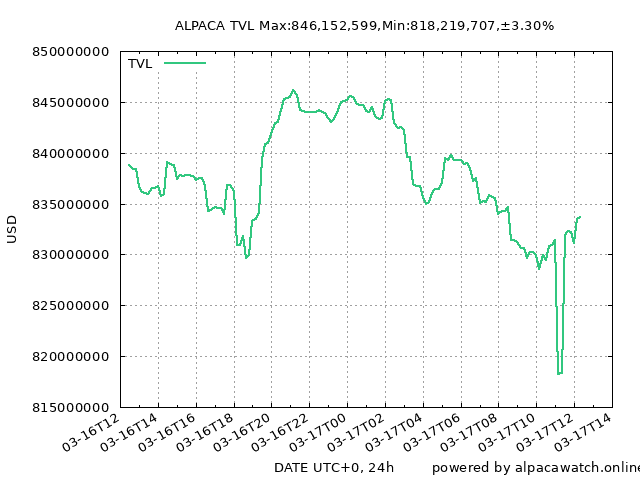 ALPACA TVL Max:846,152,599,Min:818,219,707,±3.30%
850000000
TVL
845000000
840000000
835000000
USD
830000000
825000000
820000000
815000000
03-16T12
03-16T14
03-16T16
03-16T18
03-16T20
03-16T22
03-17T00
03-17T02
03-17T04
03-17T06
03-17T08
03-17T10
03-17T12
03-17T14
DATE UTC+0, 24h
powered by alpacawatch.online